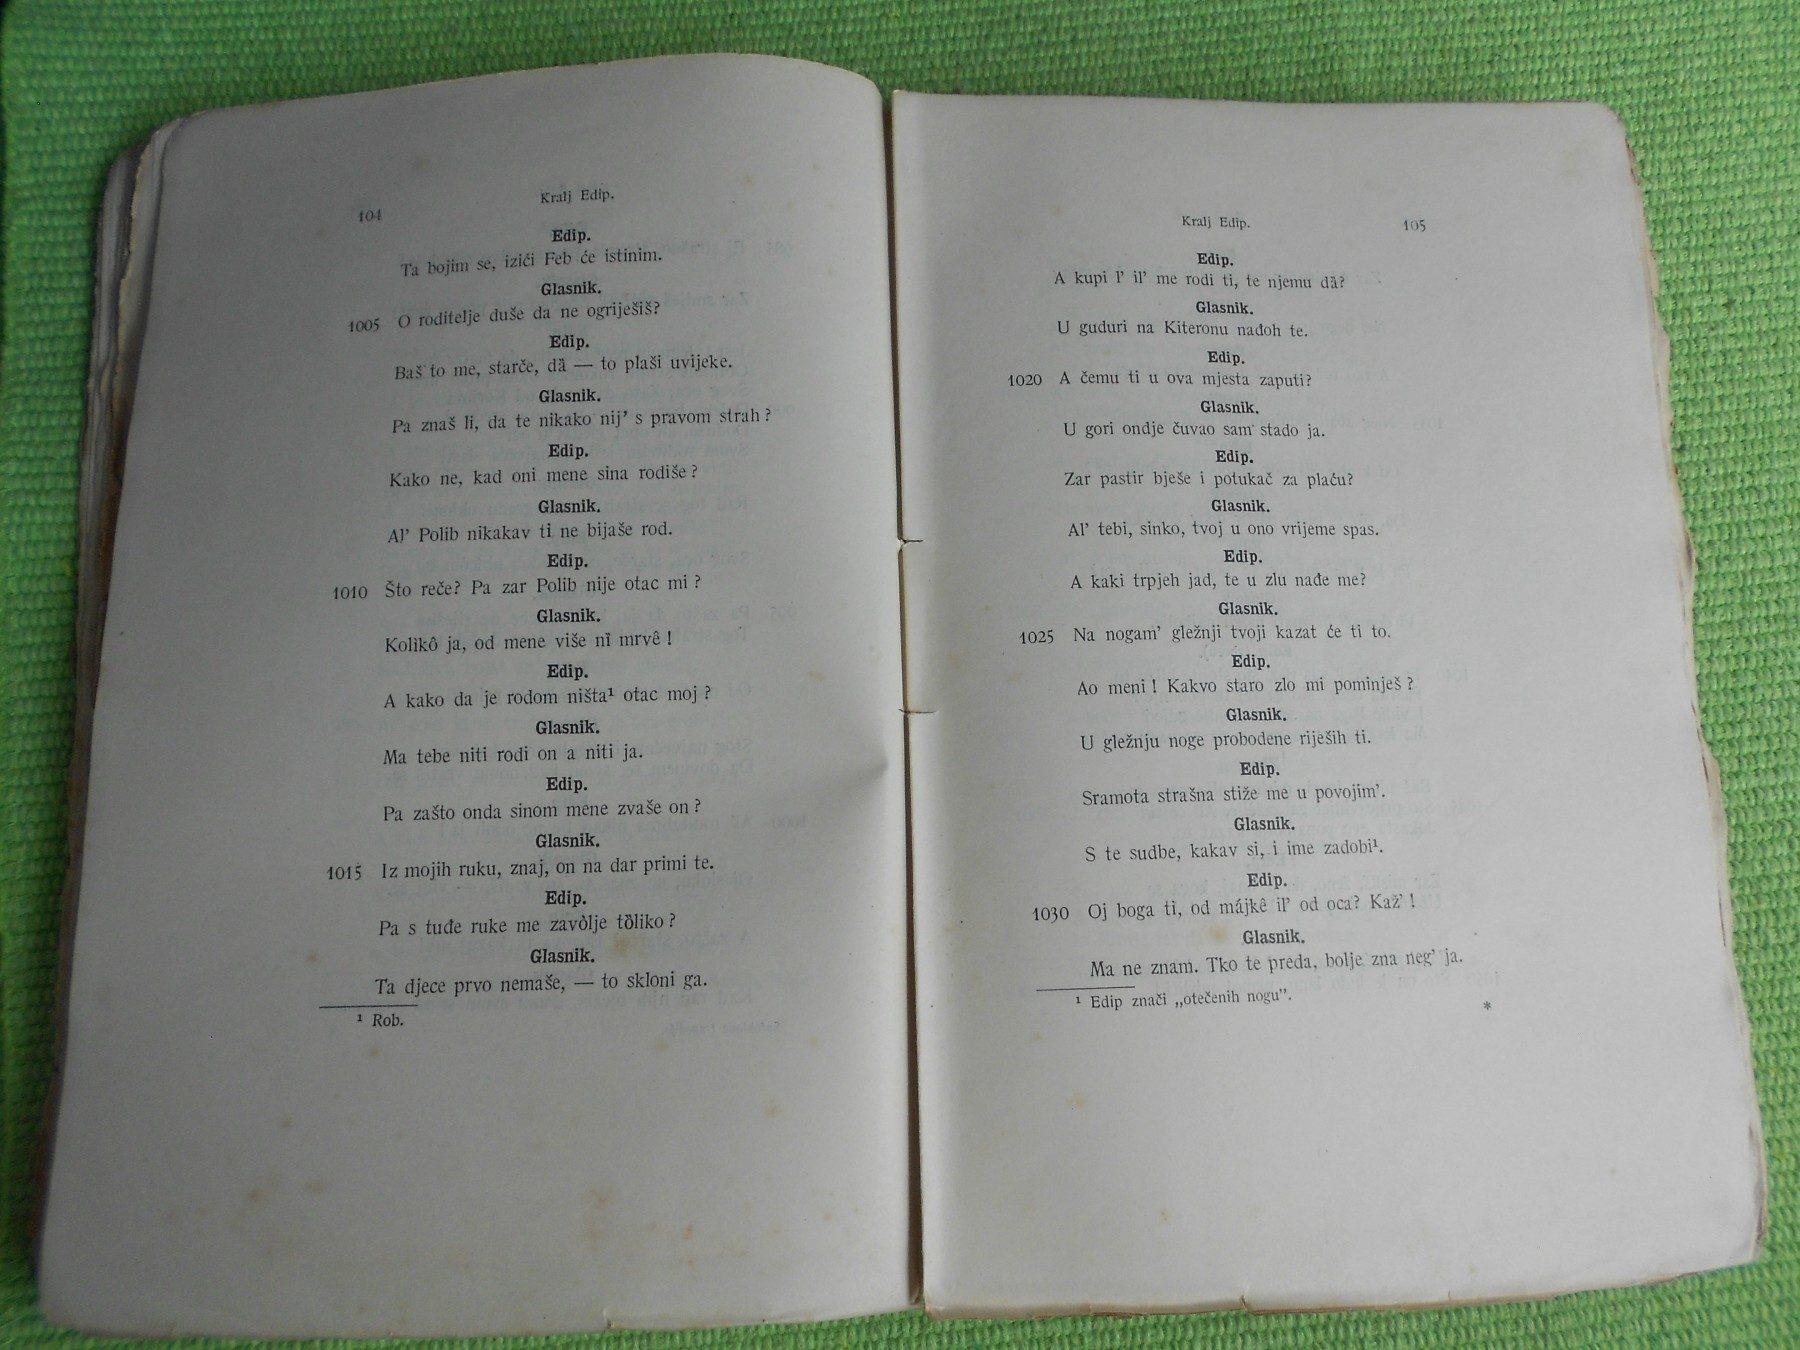 104
Kralj Edip.
Edip.
Ta bojim se, izići Feb će istinim.
Glasnik.
1005 O roditelje duše da ne ogriješiš?
Edip.
Baš to me, starče, dȁ — to plaši uvijeke.
Glasnik.
Pa znaš li, da te nikako nij' s pravom strah?
Edip.
Kako ne, kad oni mene sina rodiše?
Glasnik.
Al' Polib nikakav ti ne bijaše rod.
Edip.
1010 Što reče? Pa zar Polib nije otac mi?
Glasnik.
Kolikô ja, od mene više nȉ mrvê!
Edip.
A kako da je rodom ništa¹ otac moj?
Glasnik.
Ma tebe niti rodi on a niti ja.
Edip.
Pa zašto onda sinom mene zvaše on?
Glasnik.
1015 Iz mojih ruku, znaj, on na dar primi te.
Edip.
Pa s tuđe ruke me zavòlje tȍliko?
Glasnik.
Ta djece prvo nemaše, — to skloni ga.
¹ Rob.
Kralj Edip.
105
Edip.
A kupi l' il' me rodi ti, te njemu dȁ?
Glasnik.
U guduri na Kiteronu nađoh te.
Edip.
1020 A čemu ti u ova mjesta zaputi?
Glasnik.
U gori ondje čuvao sam stado ja.
Edip.
Zar pastir bješe i potukač za plaću?
Glasnik.
Al' tebi, sinko, tvoj u ono vrijeme spas.
Edip.
A kaki trpjeh jad, te u zlu nađe me?
Glasnik.
1025 Na nogam' gležnji tvoji kazat će ti to.
Edip.
Ao meni! Kakvo staro zlo mi pominješ?
Glasnik.
U gležnju noge probodene riješih ti.
Edip.
Sramota strašna stiže me u povojim'.
Glasnik.
S te sudbe, kakav si, i ime zadobi¹.
Edip.
1030 Oj boga ti, od májkê il' od oca? Kaž'!
Glasnik.
Ma ne znam. Tko te preda, bolje zna neg' ja.
¹ Edip znači „otečenih nogu".
*